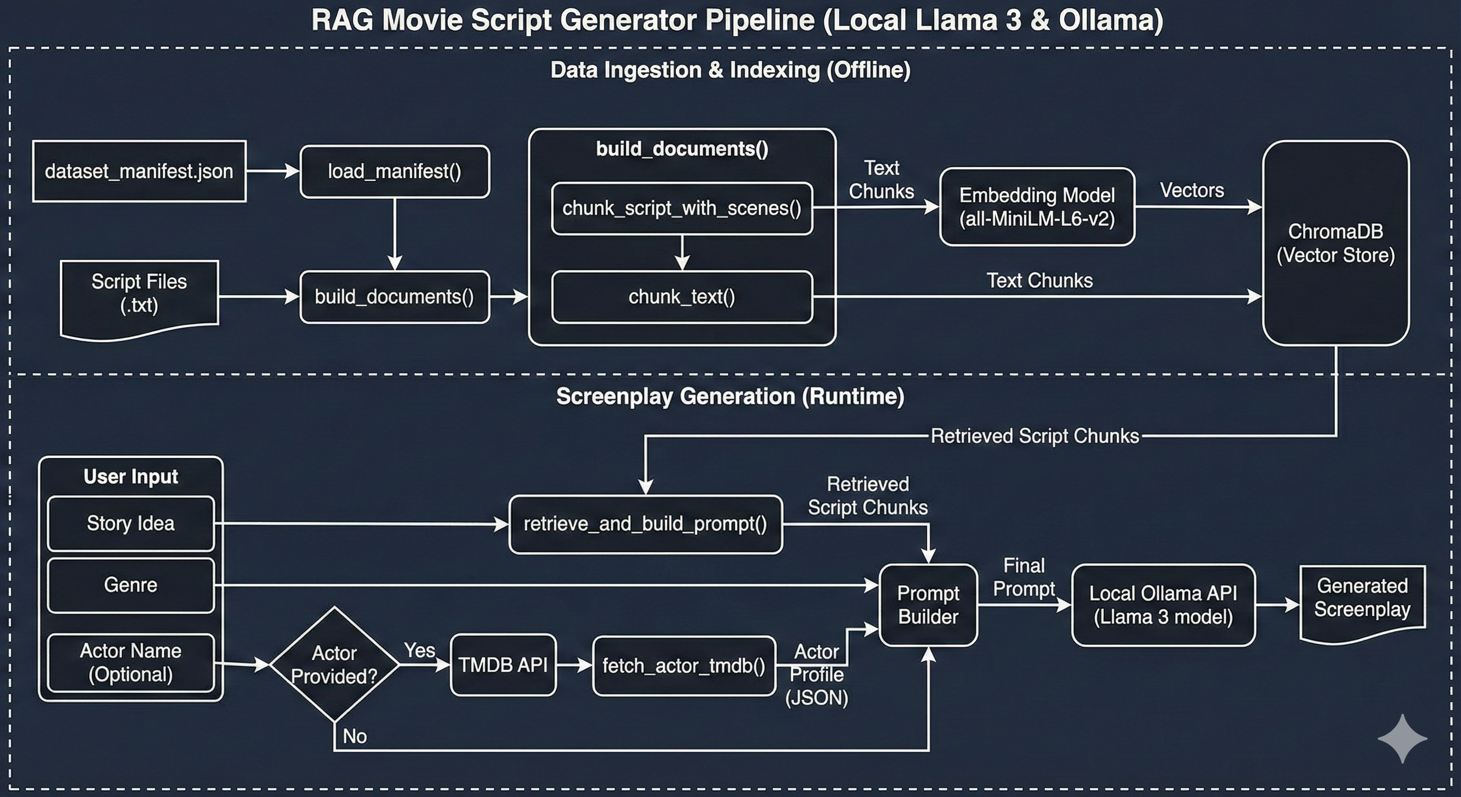 RAG Movie Script Generator Pipeline (Local Llama 3 & Ollama)
Data Ingestion & Indexing (Offline)
dataset_manifest.json
load_manifest()
Script Files
(.txt)
build_documents()
build_documents()
chunk_script_with_scenes()
chunk_text()
Text
Chunks
Embedding Model
(all-MiniLM-L6-v2)
Vectors
Text Chunks
ChromaDB
(Vector Store)
Screenplay Generation (Runtime)
Retrieved Script Chunks
User Input
Story Idea
Genre
Actor Name
(Optional)
retrieve_and_build_prompt()
Retrieved
Script Chunks
Actor
Provided?
Yes
No
TMDB API
fetch_actor_tmdb()
Actor
Profile
(JSON)
Prompt
Builder
Final
Prompt
Local Ollama API
(Llama 3 model)
Generated
Screenplay